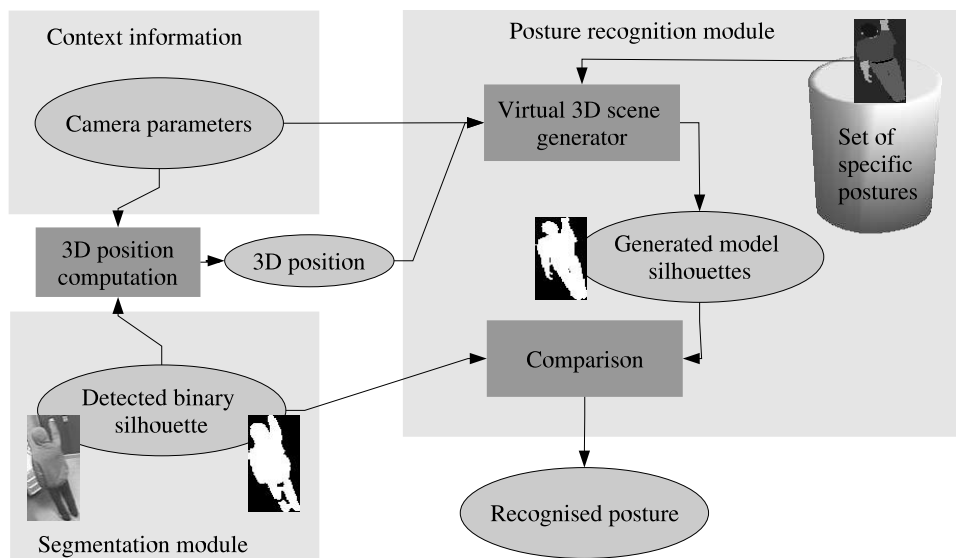 Context information
Posture recognition module
Camera parameters
Virtual 3D scene
generator
Set of
specific
postures
3D position
computation
3D position
Generated model
silhouettes
Comparison
Detected binary
silhouette
Recognised posture
Segmentation module